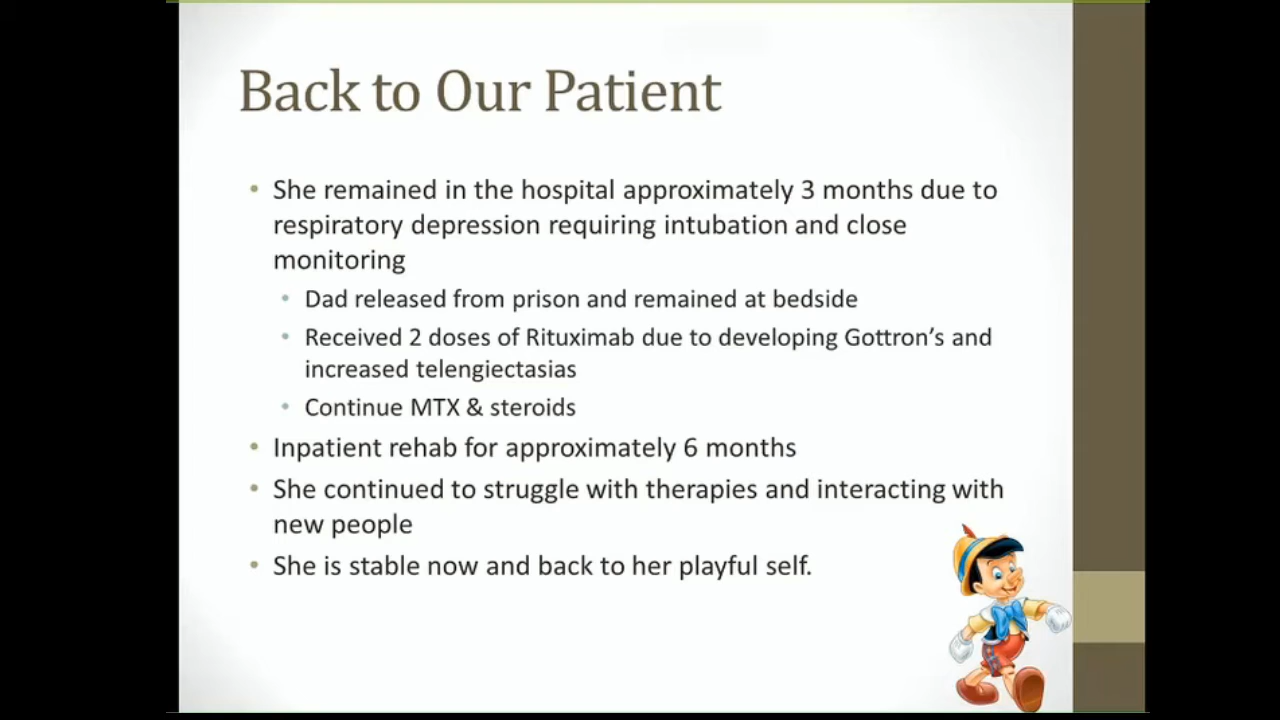 Back to Our Patient
• She remained in the hospital approximately 3 months due to
respiratory depression requiring intubation and close
monitoring
• Dad released from prison and remained at bedside
• Received 2 doses of Rituximab due to developing Gottron’s and
increased telengiectasias
• Continue MTX & steroids
• Inpatient rehab for approximately 6 months
• She continued to struggle with therapies and interacting with
new people
• She is stable now and back to her playful self.